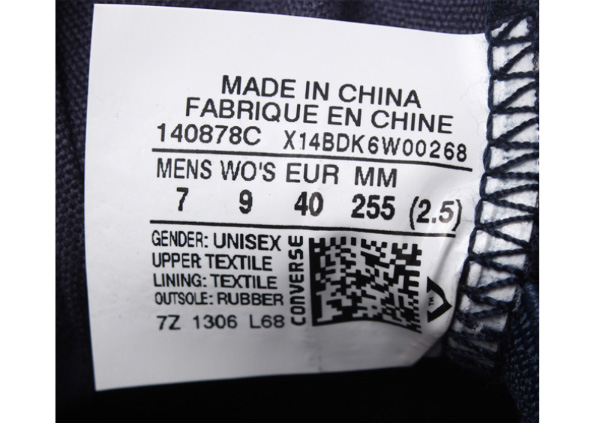 MADE IN CHINA
FABRIQUE EN CHINE
140878C X14BDK6W00268
MENS WO'S EUR MM
7 9 40 255 (2.5)
GENDER: UNISEX
UPPER TEXTILE
LINING: TEXTILE
OUTSOLE: RUBBER
7Z 1306 L68
CONVERSE